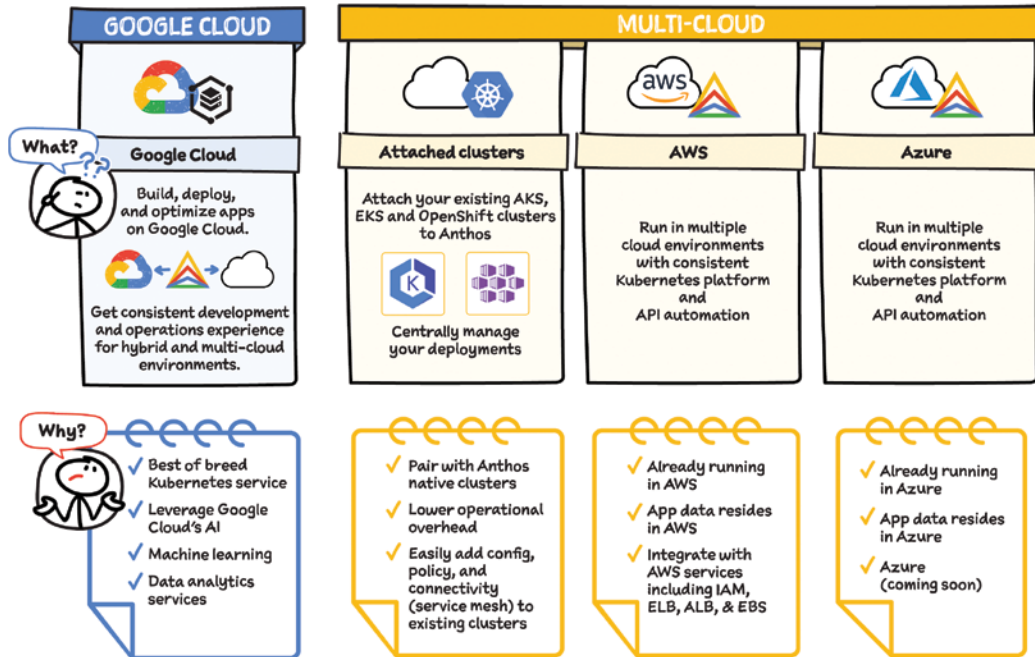 GOOGLE CLOUD
MULTI-CLOUD
aws
What?
Google Cloud
Attached clusters
AWS
Azure
Build, deploy,
and optimize apps
on Google Cloud.
Get consistent development
and operations experience
for hybrid and multi-cloud
environments.
Attach your existing AKS,
EKS and OpenShift clusters
to Anthos
K
Centrally manage
your deployments
Run in multiple
cloud environments
with consistent
Kubernetes platform
and
API automation
Run in multiple
cloud environments
with consistent
Kubernetes platform
and
API automation
Why?
Best of breed
Kubernetes service
Leverage Google
Cloud's AI
Machine learning
Data analytics
services
Pair with Anthos
native clusters
Lower operational
overhead
Easily add config,
policy, and
connectivity
(service mesh) to
existing clusters
Already running
in AWS
App data resides
in AWS
Integrate with
AWS services
including IAM,
ELB, ALB, & EBS
Already running
in Azure
App data resides
in Azure
Azure
(coming soon)